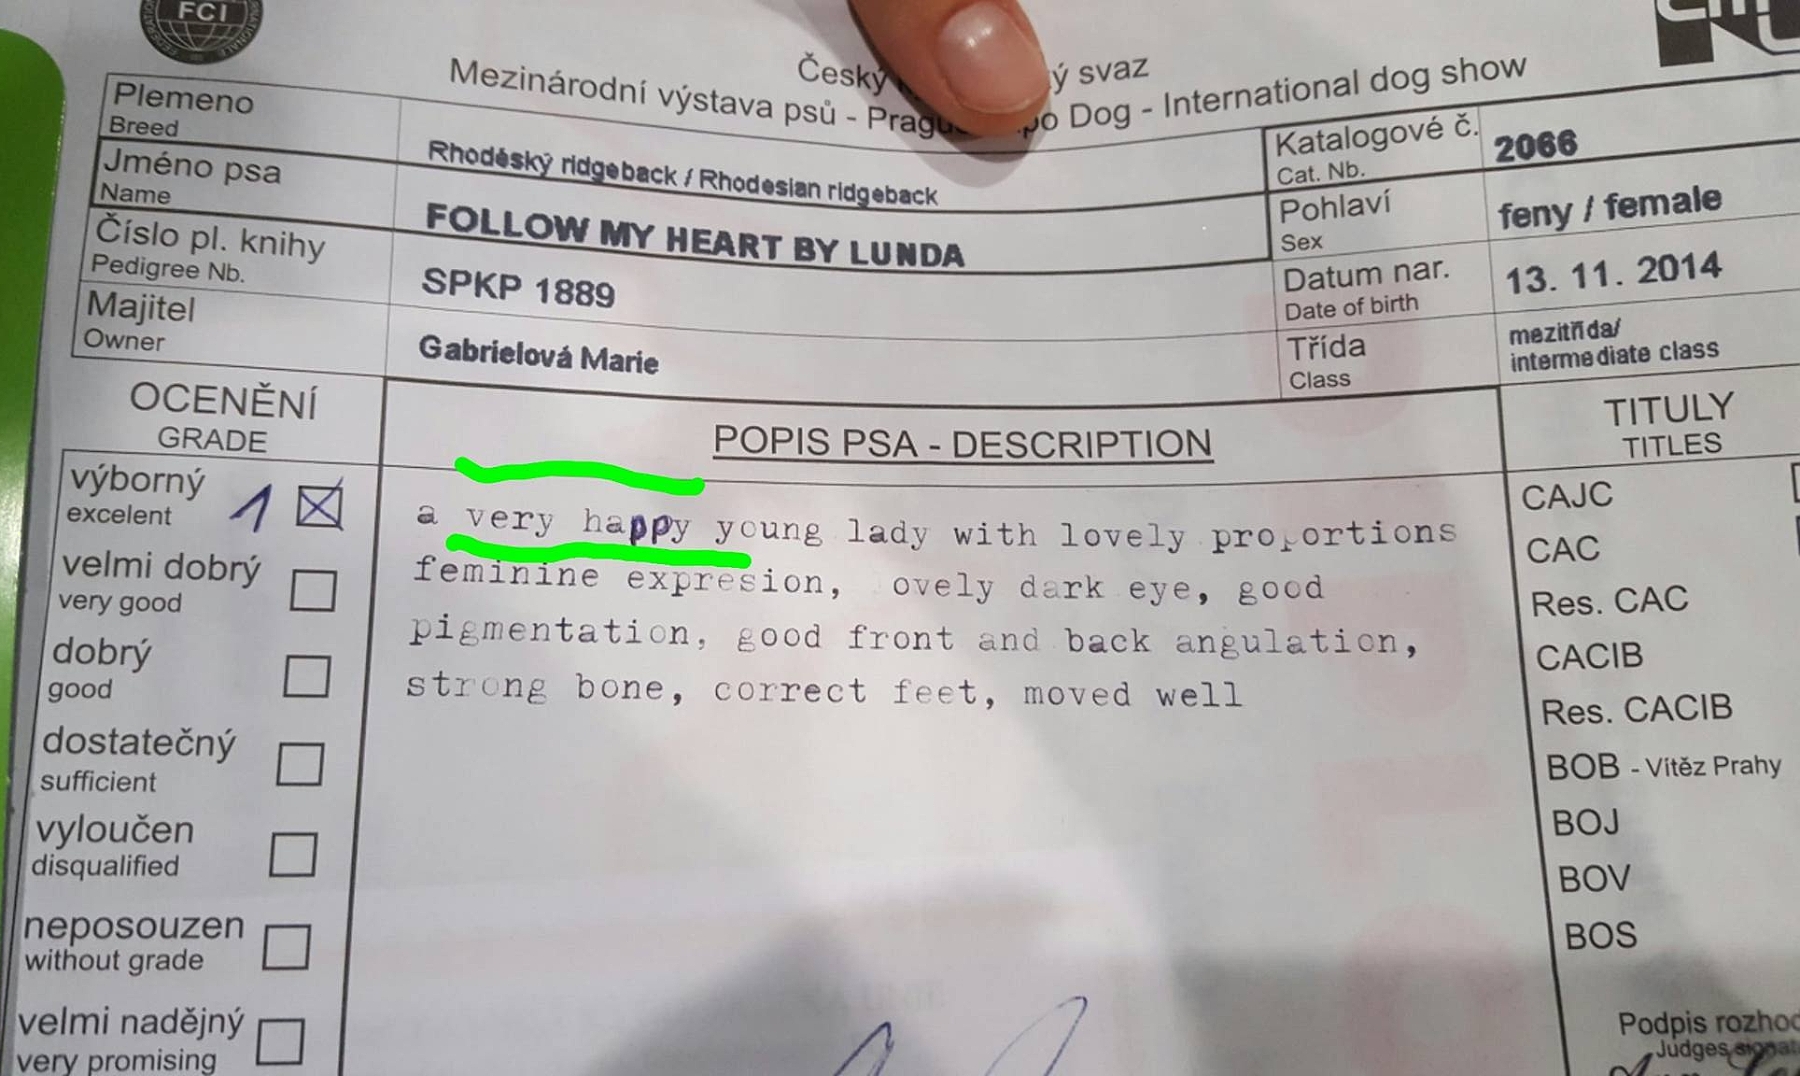 FCI
Český ý svaz
Mezinárodní výstava psů - Dog - International dog show
Plemeno
Breed
Rhodéský ridgeback / Rhodesian ridgeback
Katalogové č.
Cat. Nb.
2066
Jméno psa
Name
FOLLOW MY HEART BY LUNDA
Pohlaví
Sex
feny / female
Číslo pl. knihy
Pedigree Nb.
SPKP 1889
Datum nar.
Date of birth
13. 11. 2014
Majitel
Owner
Gabrielová Marie
Třída
Class
mezitřída/
intermediate class
OCENĚNÍ
GRADE
POPIS PSA - DESCRIPTION
TITULY
TITLES
výborný
excelent
1
velmi dobrý
very good
dobrý
good
dostatečný
sufficient
vyloučen
disqualified
neposouzen
without grade
velmi nadějný
very promising
a very happy young lady with lovely proportions
feminine expresion, ovely dark eye, good
pigmentation, good front and back angulation,
strong bone, correct feet, moved well
CAJC
CAC
Res. CAC
CACIB
Res. CACIB
BOB - Vítěz Prahy
BOJ
BOV
BOS
Podpis
Judges